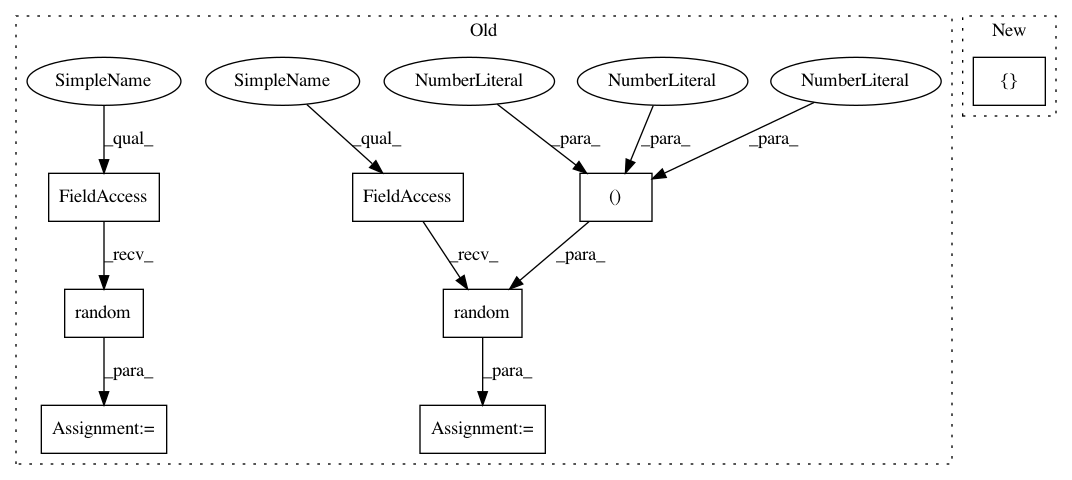 Old
New
SimpleName
SimpleName
NumberLiteral
NumberLiteral
NumberLiteral
{}
_qual_
_qual_
_para_
_para_
_para_
FieldAccess
FieldAccess
()
_recv_
_recv_
_para_
random
random
_para_
_para_
Assignment:=
Assignment:=